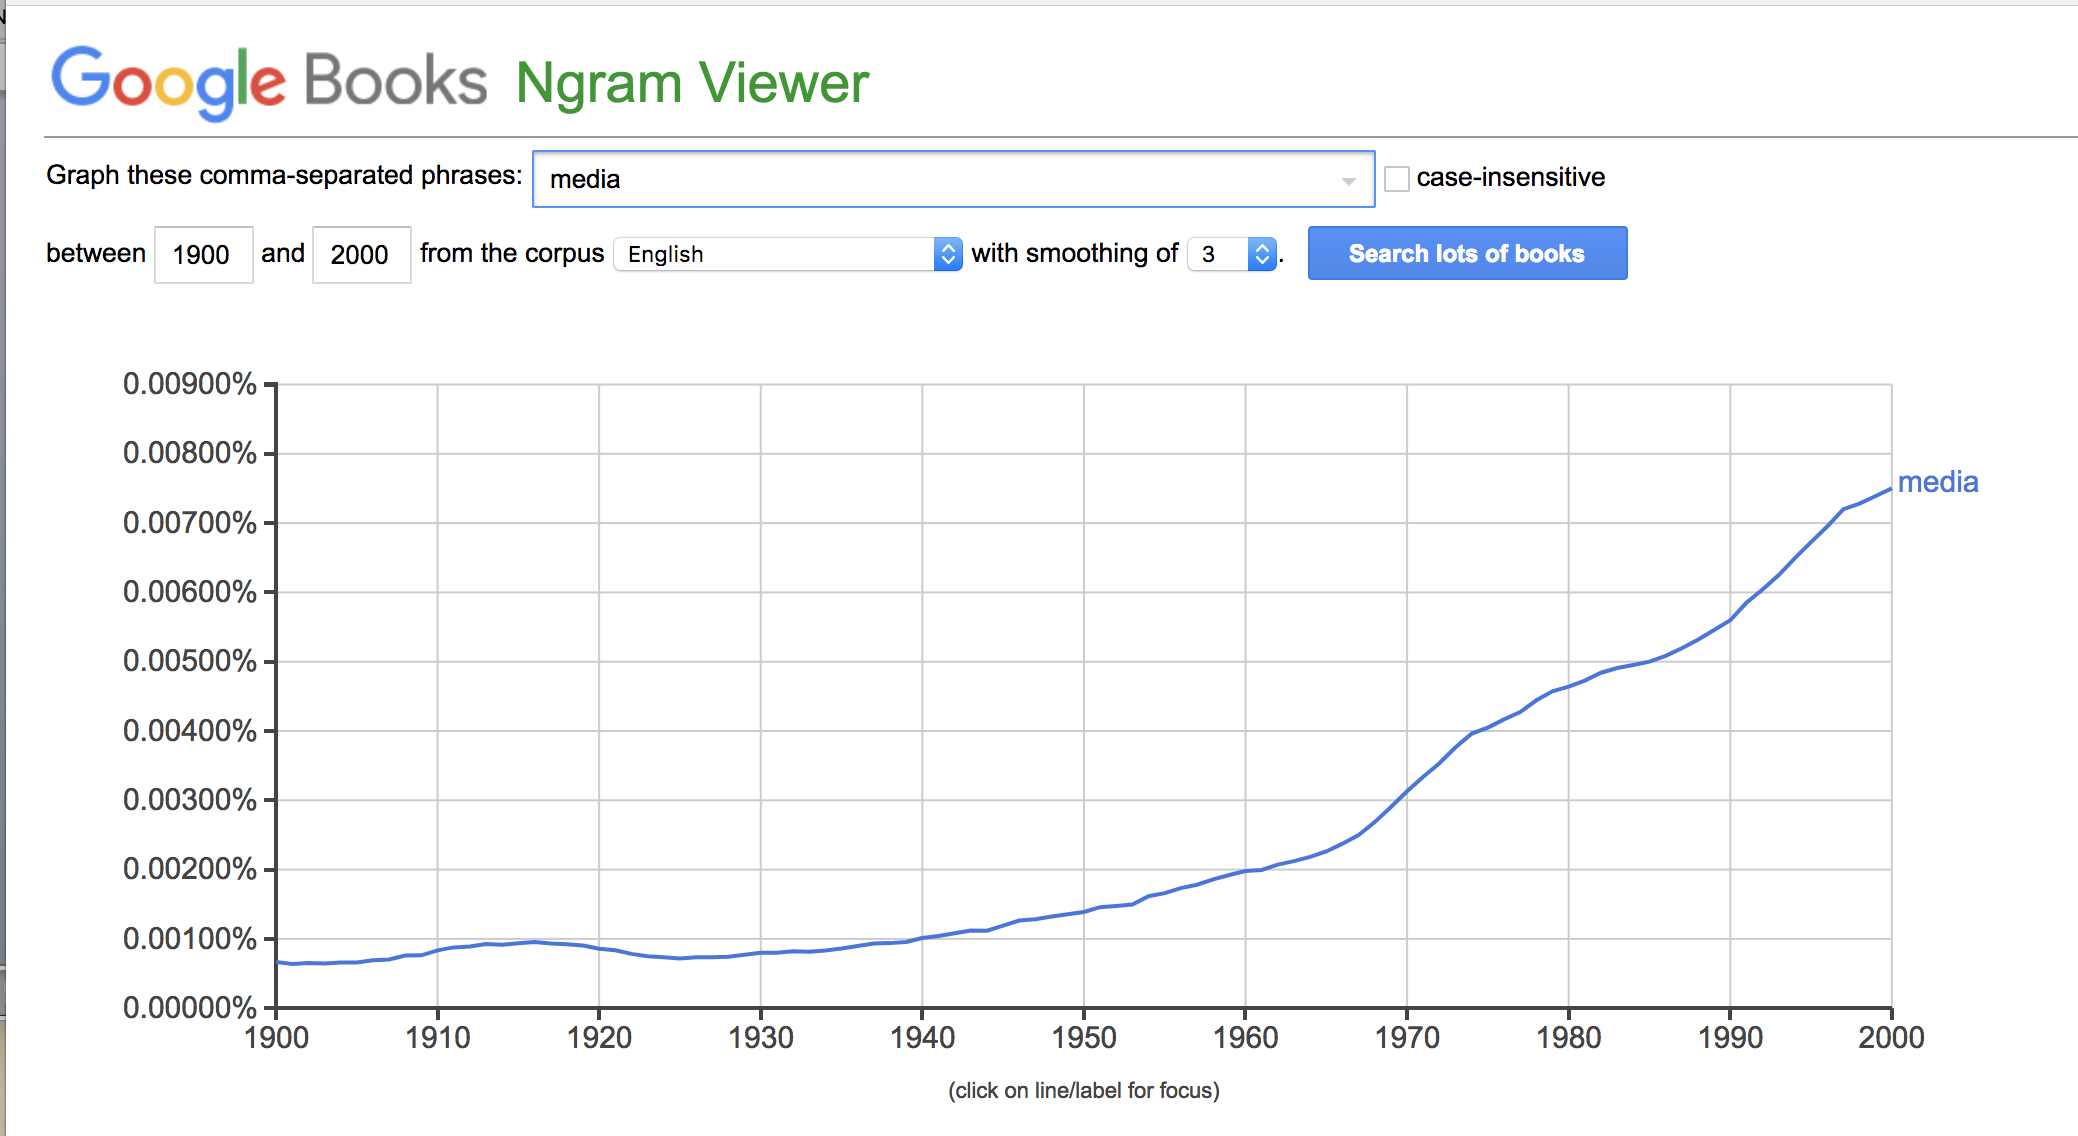 Google Books Ngram Viewer
Graph these comma-separated phrases: media case-insensitive
between 1900 and 2000 from the corpus English with smoothing of 3. Search lots of books
0.00900%
0.00800%
media
0.00700%
0.00600%
0.00500%
0.00400%
0.00300%
0.00200%
0.00100%
0.00000%
1900 1910 1920 1930 1940 1950 1960 1970 1980 1990 2000
(click on line/label for focus)